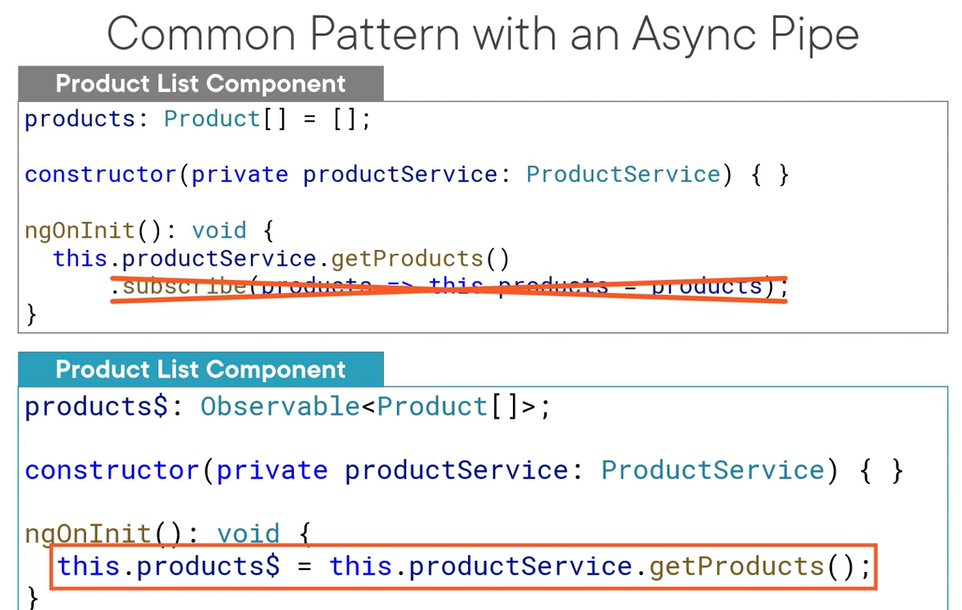 Common Pattern with an Async Pipe
Product List Component
products: Product[] = [];
constructor(private productService: ProductService) { }
ngOnInit(): void {
this.productService.getProducts()
.subscribe(products => this.products = products);
}
Product List Component
products$: Observable<Product[]>;
constructor(private productService: ProductService) { }
ngOnInit(): void {
this.products$ = this.productService.getProducts();
}